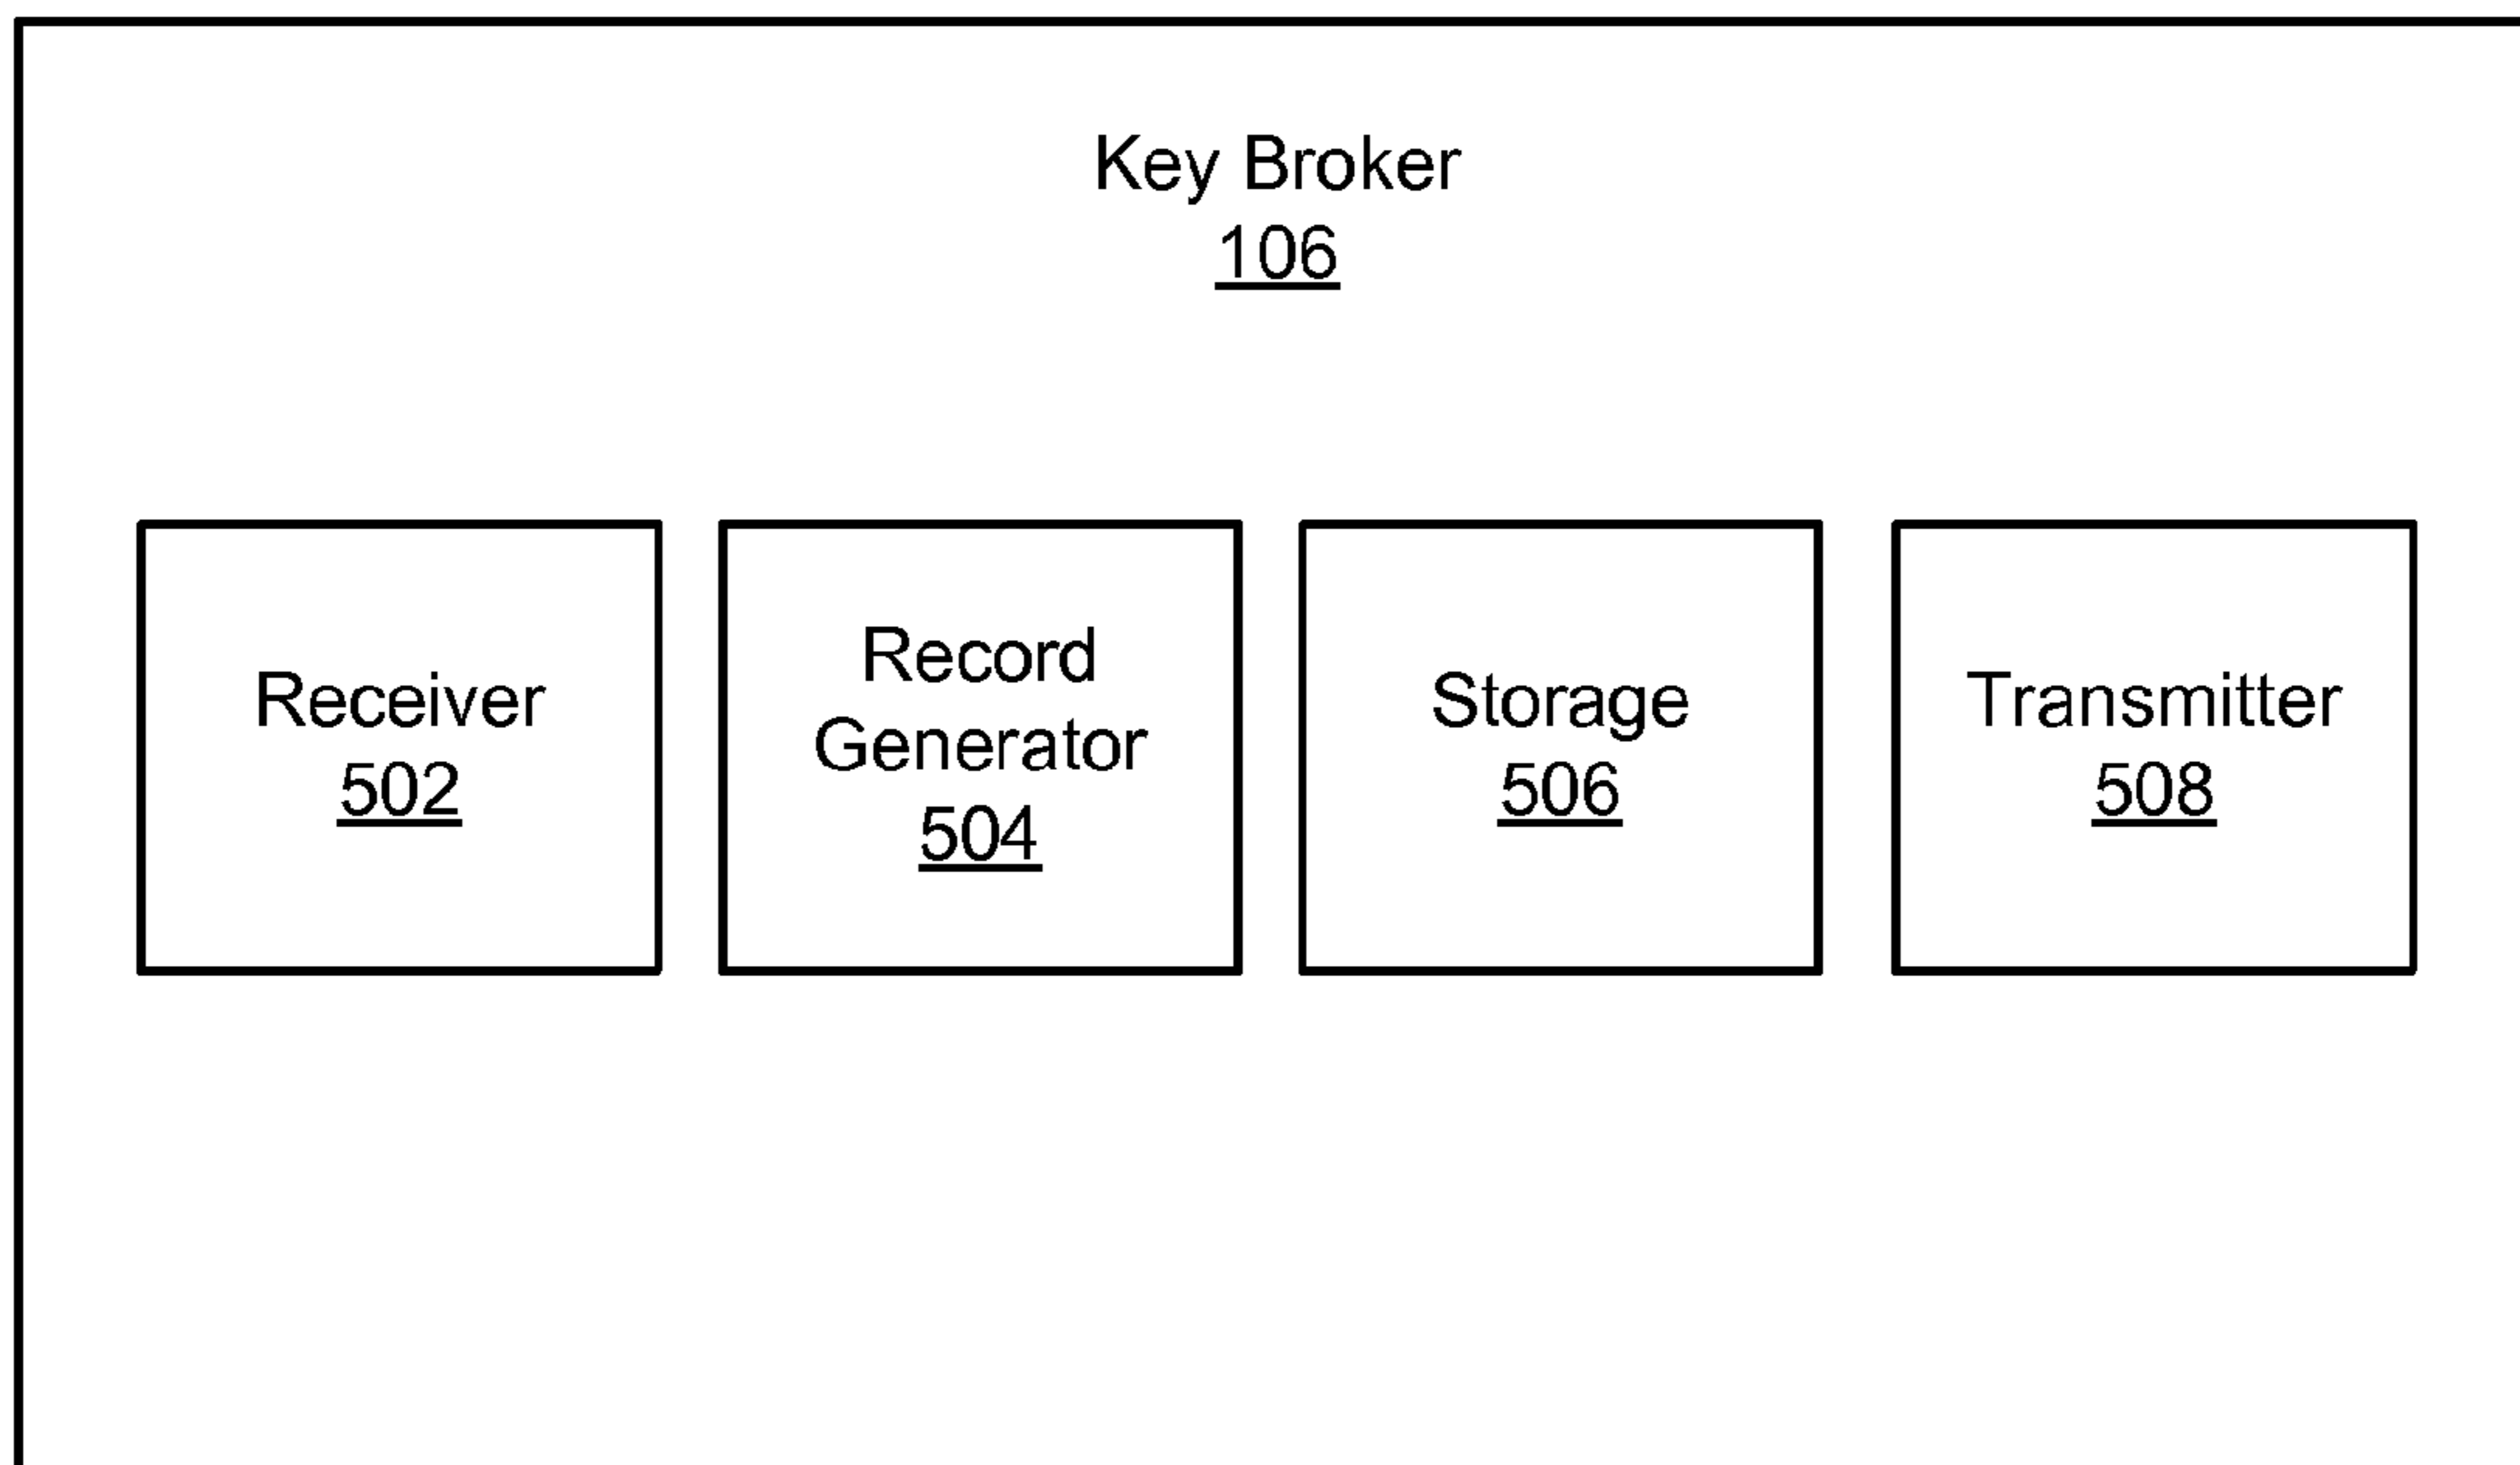 Key Broker
106
Receiver
502
Record
Generator
504
Storage
506
Transmitter
508